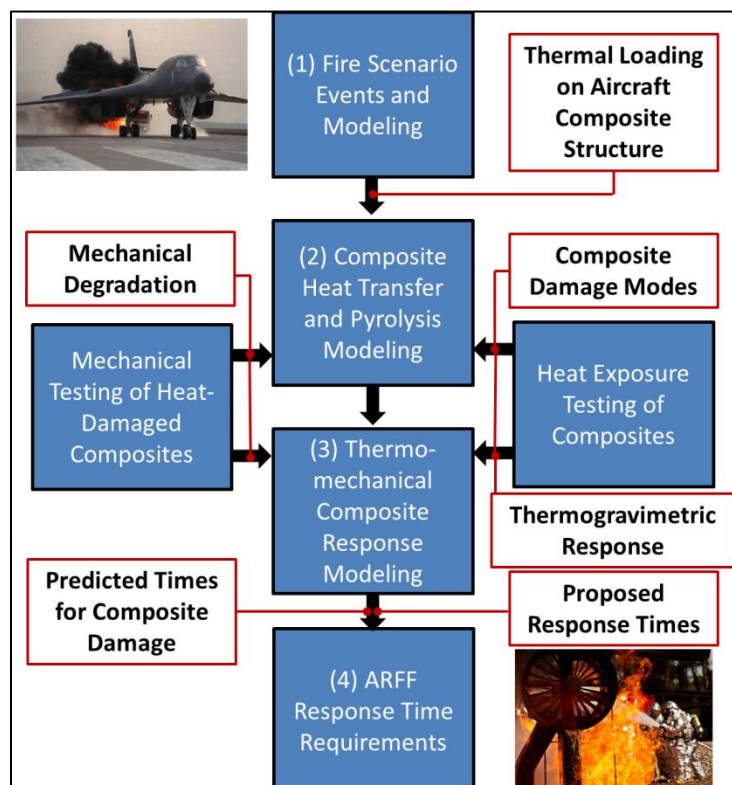 (1) Fire Scenario
Events and
Modeling
Thermal Loading
on Aircraft
Composite
Structure
Mechanical
Degradation
(2) Composite
Heat Transfer
and Pyrolysis
Modeling
Composite
Damage Modes
Mechanical
Testing of Heat-
Damaged
Composites
Heat Exposure
Testing of
Composites
(3) Thermo-
mechanical
Composite
Response
Modeling
Thermogravimetric
Response
Predicted Times
for Composite
Damage
Proposed
Response Times
(4) ARFF
Response Time
Requirements